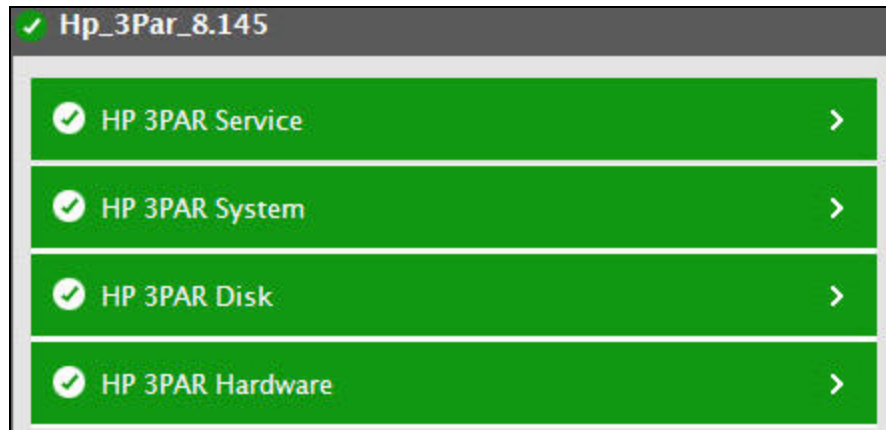 Hp_3Par_8.145
HP 3PAR Service
HP 3PAR System
HP 3PAR Disk
HP 3PAR Hardware